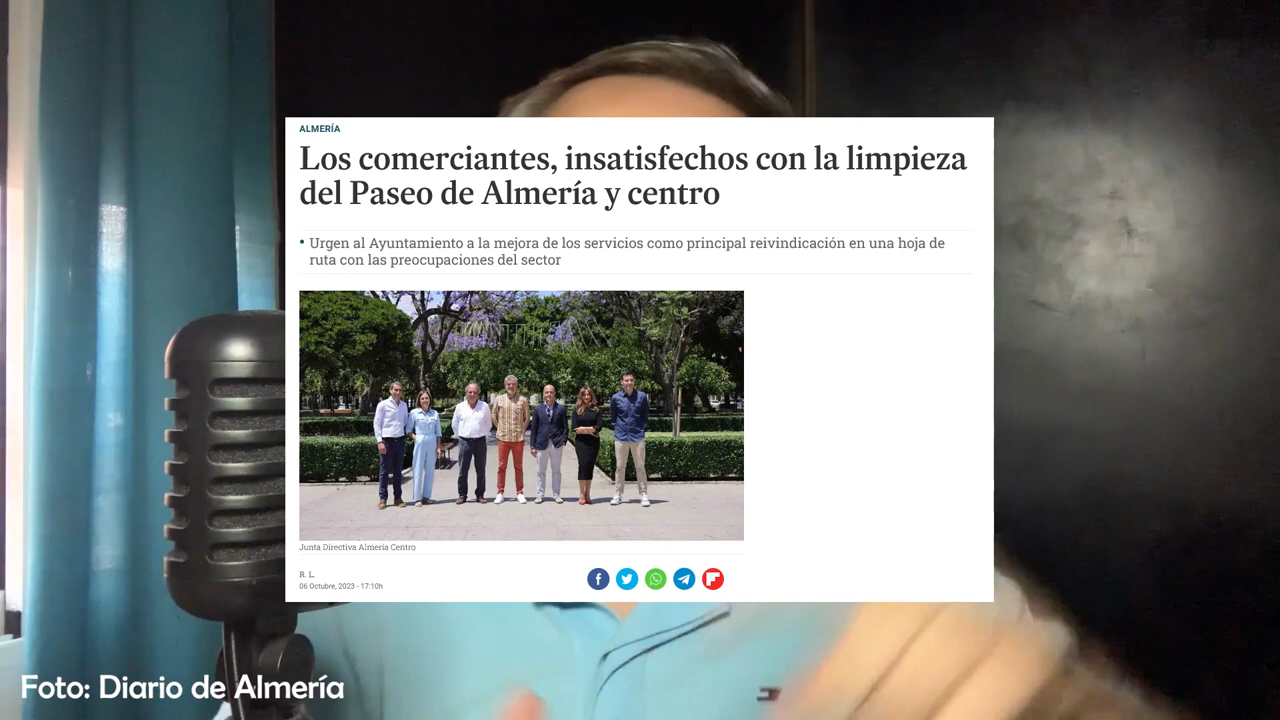 ALMERÍA
Los comerciantes, insatisfechos con la limpieza
del Paseo de Almería y centro
• Urgen al Ayuntamiento a la mejora de los servicios como principal reivindicación en una hoja de
ruta con las preocupaciones del sector
Junta Directiva Almería Centro
R. L.
06 Octubre, 2023 - 17:10h
Foto: Diario de Almería